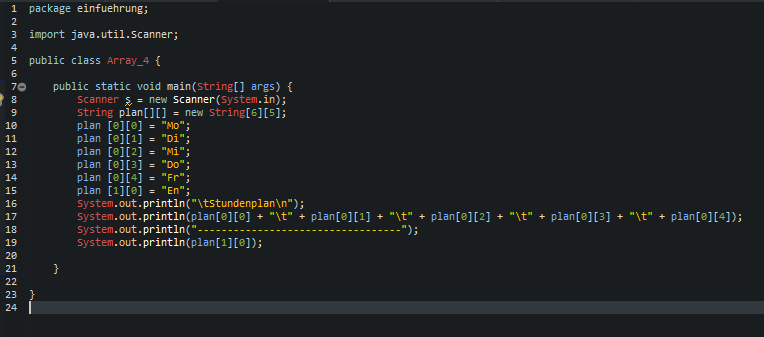 1 package einfuehrung;
2
3 import java.util.Scanner;
4
5 public class Array_4 {
6
7 public static void main(String[] args) {
8 Scanner s = new Scanner(System.in);
9 String plan[][] = new String[6][5];
10 plan [0][0] = "Mo";
11 plan [0][1] = "Di";
12 plan [0][2] = "Mi";
13 plan [0][3] = "Do";
14 plan [0][4] = "Fr";
15 plan [1][0] = "En";
16 System.out.println("\tStundenplan\n");
17 System.out.println(plan[0][0] + "\t" + plan[0][1] + "\t" + plan[0][2] + "\t" + plan[0][3] + "\t" + plan[0][4]);
18 System.out.println("----------------------------------");
19 System.out.println(plan[1][0]);
20
21 }
22
23 }
24